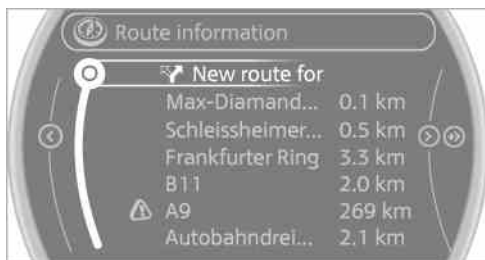 Route information
New route for
Max-Diamand... 0.1 km
Schleissheimer... 0.5 km
Frankfurter Ring 3.3 km
B11 2.0 km
A9 269 km
Autobahndrei... 2.1 km